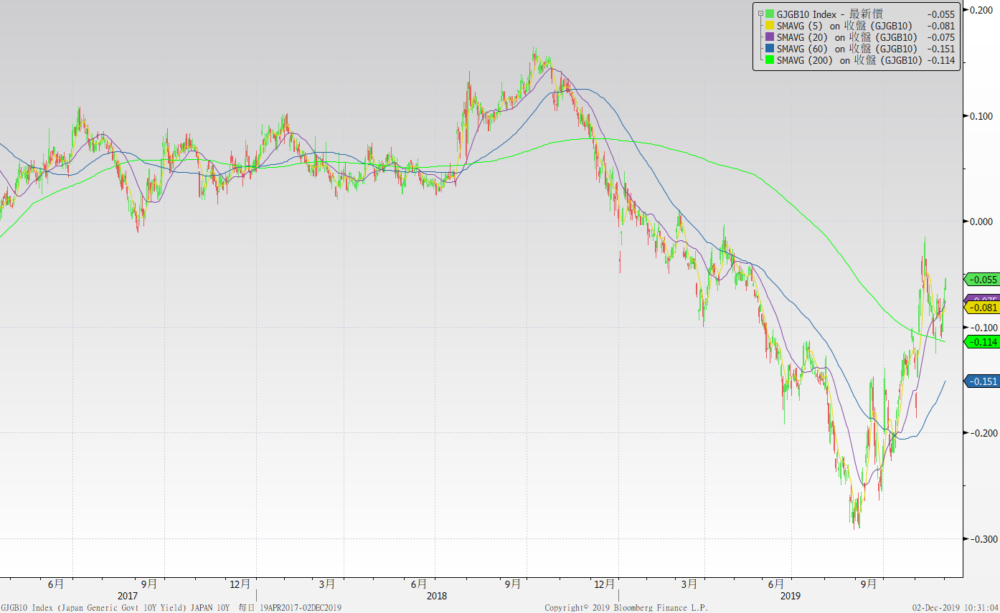 GJGB10 Index - 最新價 -0.055
SMAVG (5) on 收盤 (GJGB10) -0.081
SMAVG (20) on 收盤 (GJGB10) -0.075
SMAVG (60) on 收盤 (GJGB10) -0.151
SMAVG (200) on 收盤 (GJGB10) -0.114
0.200
0.100
0.000
-0.055
-0.075
-0.081
-0.100
-0.114
-0.151
-0.200
-0.300
6月 9月 12月 3月 6月 9月 12月 3月 6月 9月
2017 2018 2019
GJGB10 Index (Japan Generic Govt 10Y Yield) JAPAN 10Y 每日 19APR2017-02DEC2019 Copyright© 2019 Bloomberg Finance L.P. 02-Dec-2019 10:31:04